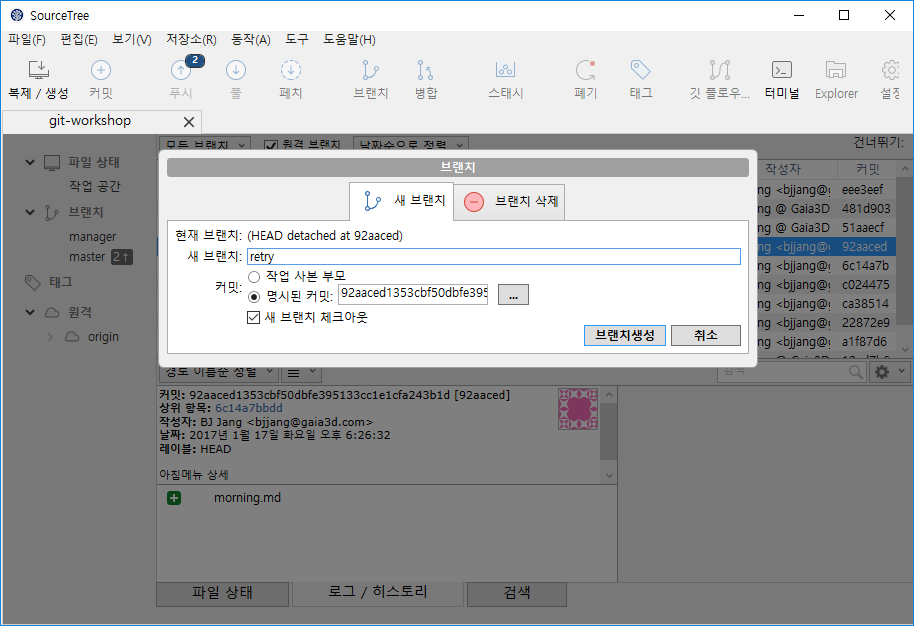 SourceTree
파일(F) 편집(E) 보기(V) 저장소(R) 동작(A) 도구 도움말(H)
2
복제 / 생성 커밋 푸시 풀 페치 브랜치 병합 스태시 폐기 태그 깃 플로우... 터미널 Explorer 설정
git-workshop
모든 브랜치 원격 브랜치 날짜순으로 정렬 건너뛰기:
브랜치
파일 상태
작업 공간
브랜치
manager
master 2↑
태그
원격
origin
새 브랜치 브랜치 삭제
현재 브랜치: (HEAD detached at 92aaced)
새 브랜치: retry
커밋: 작업 사본 부모
명시된 커밋: 92aaced1353cbf50dbfe395 ...
새 브랜치 체크아웃
브랜치생성 취소
작성자 커밋
ng <bjjang@g eee3eef
ng @ Gaia3D 481d903
ng @ Gaia3D 51aaecf
ng <bjjang@g 92aaced
ng <bjjang@g 6c14a7b
ng <bjjang@g c024475
ng <bjjang@g ca38514
ng <bjjang@g 22872e9
ng <bjjang@g a1f87d6
경로 이름순 정렬 검색
커밋: 92aaced1353cbf50dbfe395133cc1e1cfa243b1d [92aaced]
상위 항목: 6c14a7bbdd
작성자: BJ Jang <bjjang@gaia3d.com>
날짜: 2017년 1월 17일 화요일 오후 6:26:32
레이블: HEAD
아침메뉴 상세
morning.md
파일 상태 로그 / 히스토리 검색